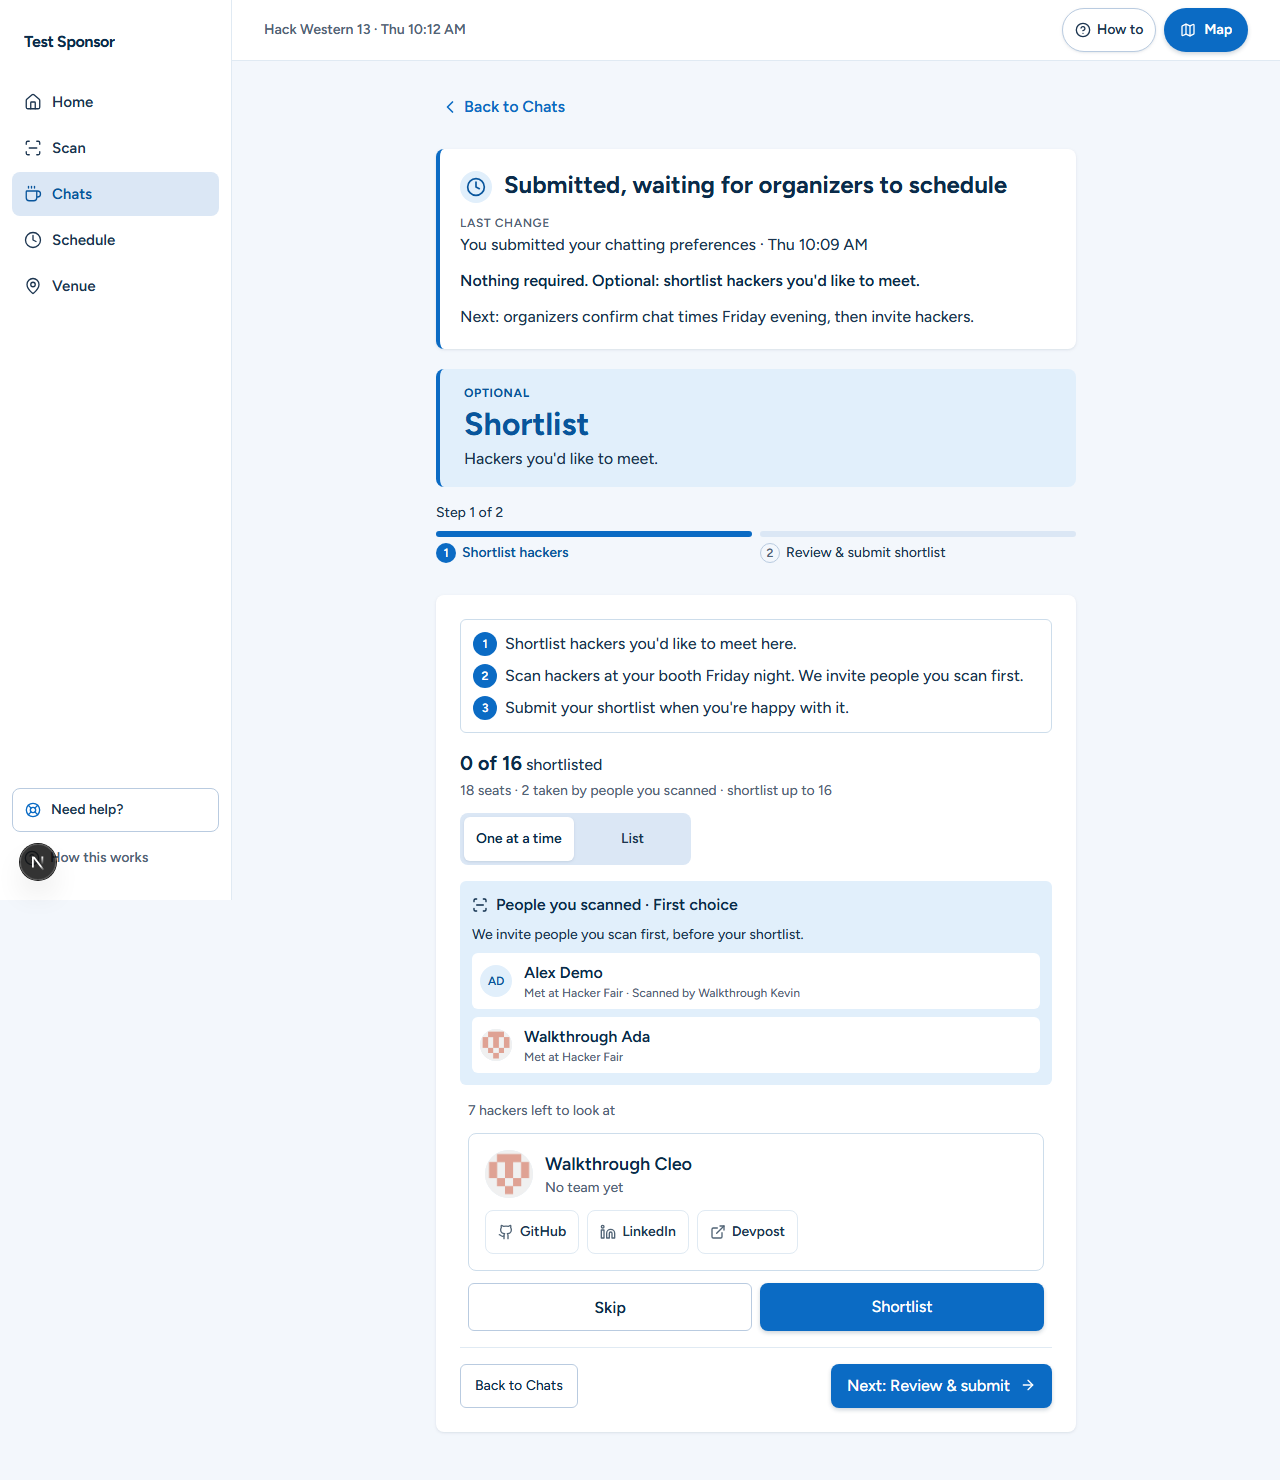 Test Sponsor
Hack Western 13 · Thu 10:12 AM
How to
Map
Home
Scan
Chats
Schedule
Venue
Need help?
How this works
N
Back to Chats
Submitted, waiting for organizers to schedule
LAST CHANGE
You submitted your chatting preferences · Thu 10:09 AM
Nothing required. Optional: shortlist hackers you'd like to meet.
Next: organizers confirm chat times Friday evening, then invite hackers.
OPTIONAL
Shortlist
Hackers you'd like to meet.
Step 1 of 2
1 Shortlist hackers
2 Review & submit shortlist
1 Shortlist hackers you'd like to meet here.
2 Scan hackers at your booth Friday night. We invite people you scan first.
3 Submit your shortlist when you're happy with it.
0 of 16 shortlisted
18 seats · 2 taken by people you scanned · shortlist up to 16
One at a time
List
People you scanned · First choice
We invite people you scan first, before your shortlist.
AD
Alex Demo
Met at Hacker Fair · Scanned by Walkthrough Kevin
Walkthrough Ada
Met at Hacker Fair
7 hackers left to look at
Walkthrough Cleo
No team yet
GitHub
LinkedIn
Devpost
Skip
Shortlist
Back to Chats
Next: Review & submit